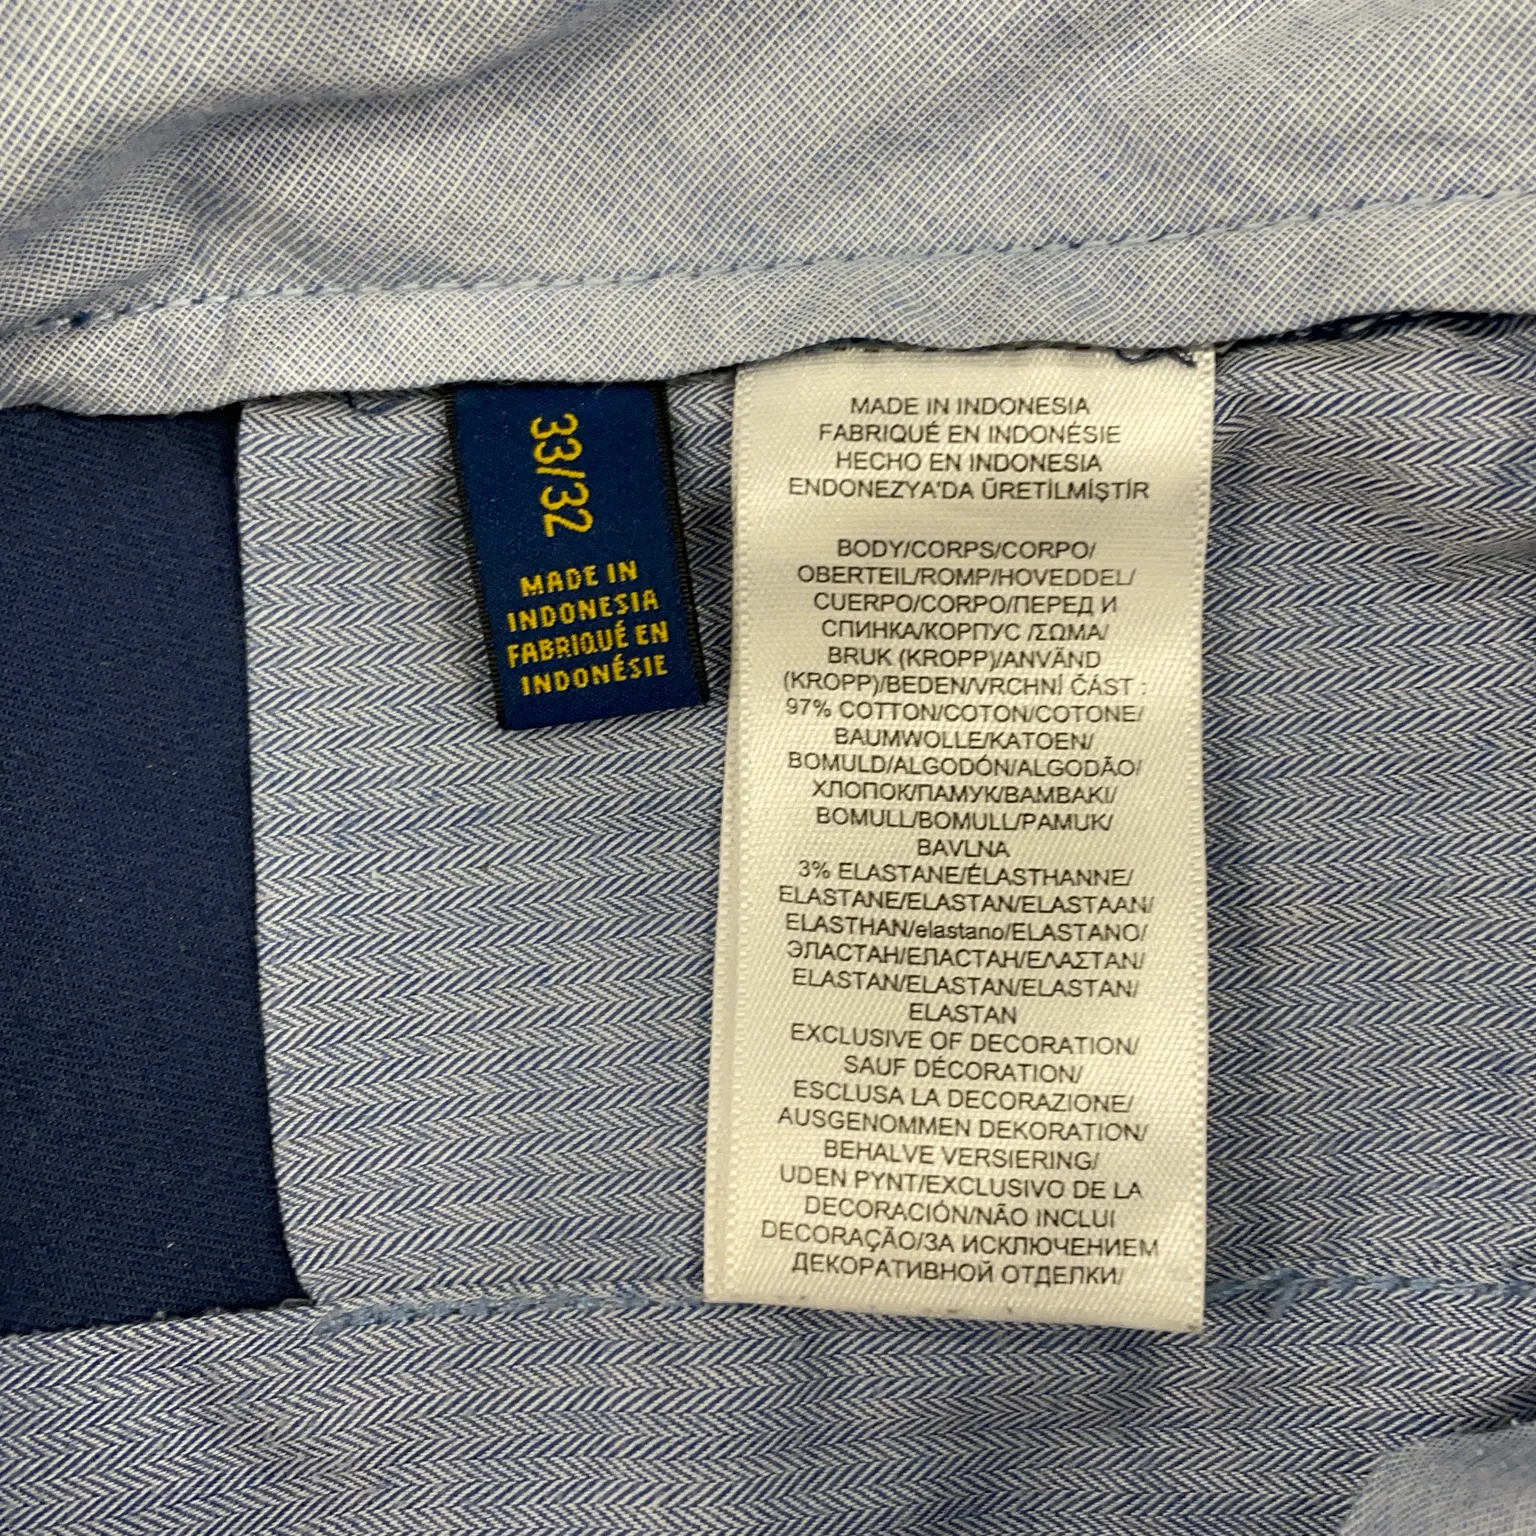 33/32
MADE IN
INDONESIA
FABRIQUÉ EN
INDONÉSIE
MADE IN INDONESIA
FABRIQUÉ EN INDONÉSIE
HECHO EN INDONESIA
ENDONEZYA'DA ÜRETİLMİŞTİR
BODY/CORPS/CORPO/
OBERTEIL/ROMP/HOVEDDEL/
CUERPO/CORPO/ПЕРЕД И
СПИНКА/КОРПУС /ΣΩΜΑ/
BRUK (KROPP)/ANVÄND
(KROPP)/BEDEN/VRCHNÍ ČÁST :
97% COTTON/COTON/COTONE/
BAUMWOLLE/KATOEN/
BOMULD/ALGODÓN/ALGODÃO/
ХЛОПОК/ПАМУК/ΒΑΜΒΑΚΙ/
BOMULL/BOMULL/PAMUK/
BAVLNA
3% ELASTANE/ÉLASTHANNE/
ELASTANE/ELASTAN/ELASTAAN/
ELASTHAN/elastano/ELASTANO/
ЭЛАСТАН/ЕЛАСТАН/ΕΛΑΣΤΑΝ/
ELASTAN/ELASTAN/ELASTAN/
ELASTAN
EXCLUSIVE OF DECORATION/
SAUF DÉCORATION/
ESCLUSA LA DECORAZIONE/
AUSGENOMMEN DEKORATION/
BEHALVE VERSIERING/
UDEN PYNT/EXCLUSIVO DE LA
DECORACIÓN/NÃO INCLUI
DECORAÇÃO/ЗА ИСКЛЮЧЕНИЕМ
ДЕКОРАТИВНОЙ ОТДЕЛКИ/